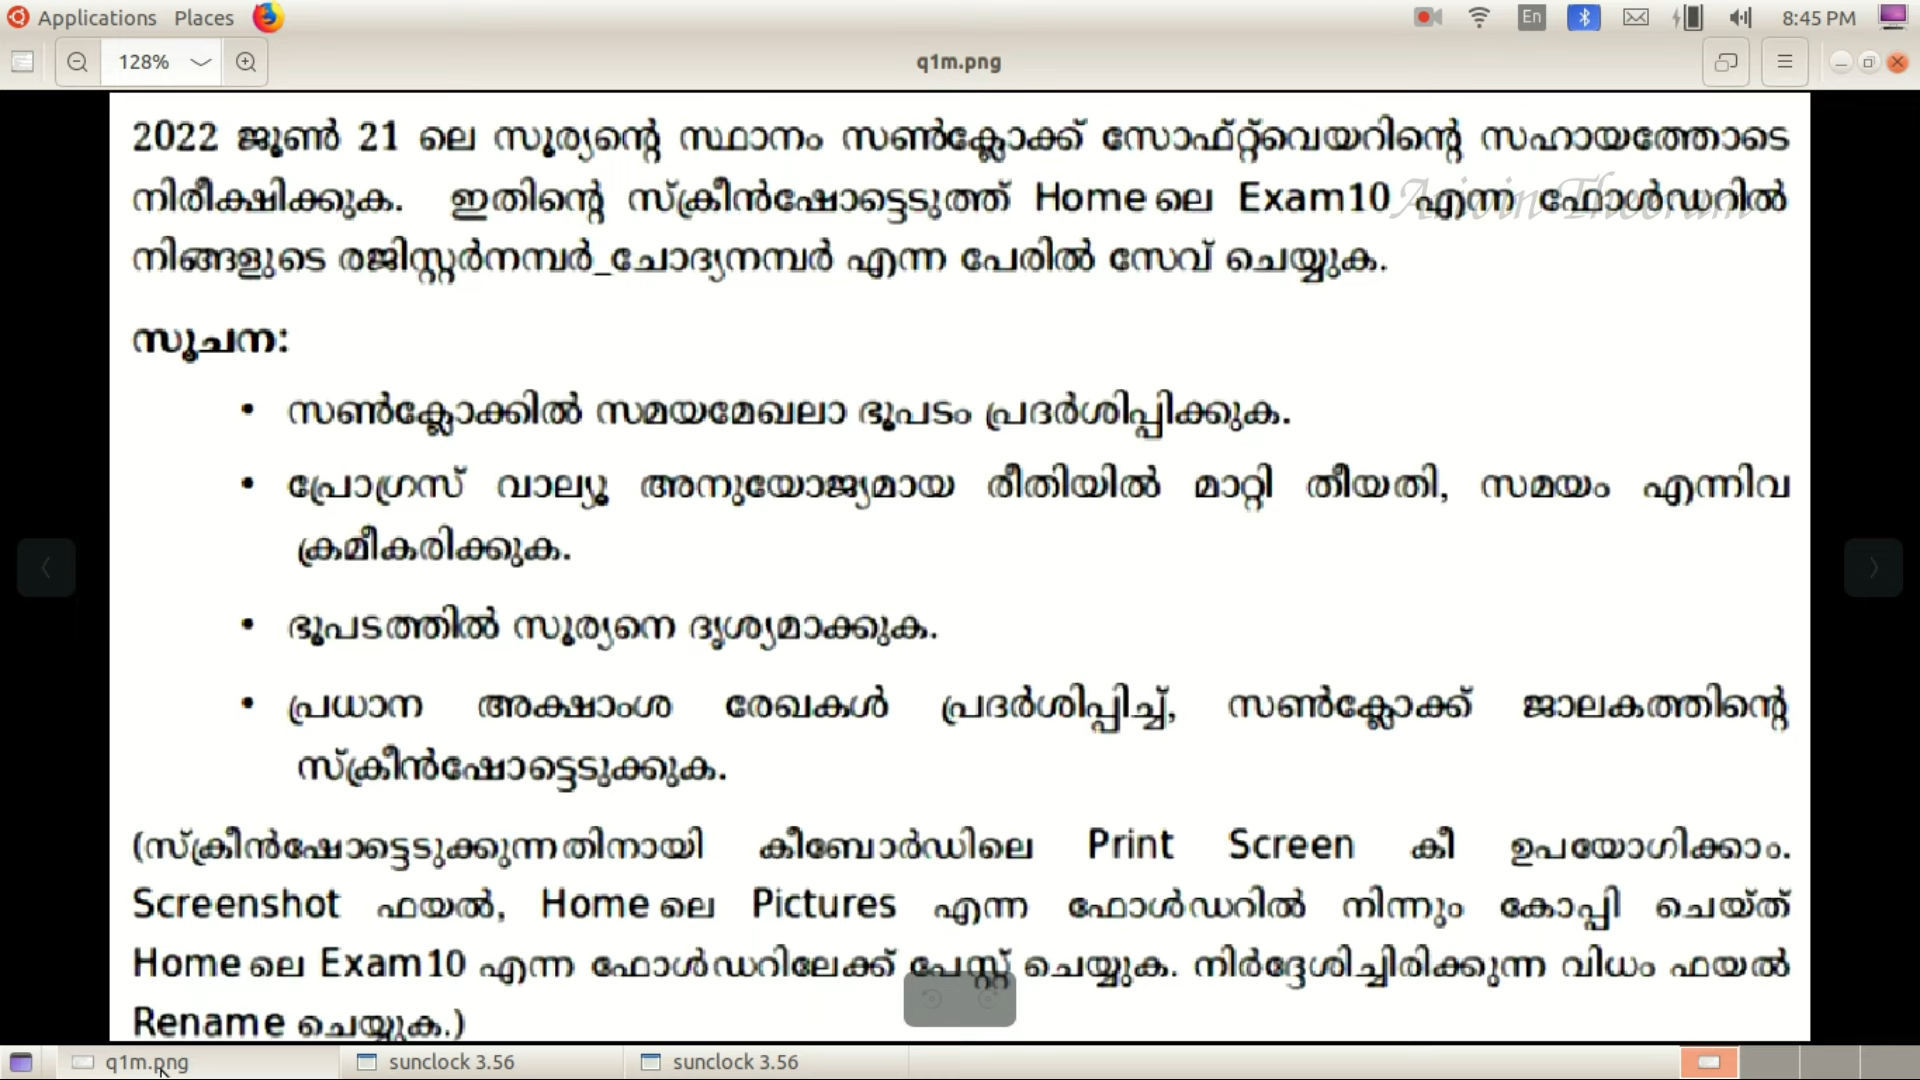 Applications Places En 8:45 PM
128% q1m.png
2022 ജൂൺ 21 ലെ സൂര്യന്റെ സ്ഥാനം സൺക്ലോക്ക് സോഫ്റ്റ്‌വെയറിന്റെ സഹായത്തോടെ
നിരീക്ഷിക്കുക. ഇതിന്റെ സ്ക്രീൻഷോട്ടെടുത്ത് Home ലെ Exam10 എന്ന ഫോൾഡറിൽ
നിങ്ങളുടെ രജിസ്റ്റർനമ്പർ_ചോദ്യനമ്പർ എന്ന പേരിൽ സേവ് ചെയ്യുക.
സൂചന:
• സൺക്ലോക്കിൽ സമയമേഖലാ ഭൂപടം പ്രദർശിപ്പിക്കുക.
• പ്രോഗ്രസ് വാല്യൂ അനുയോജ്യമായ രീതിയിൽ മാറ്റി തീയതി, സമയം എന്നിവ
ക്രമീകരിക്കുക.
• ഭൂപടത്തിൽ സൂര്യനെ ദൃശ്യമാക്കുക.
• പ്രധാന അക്ഷാംശ രേഖകൾ പ്രദർശിപ്പിച്ച്, സൺക്ലോക്ക് ജാലകത്തിന്റെ
സ്ക്രീൻഷോട്ടെടുക്കുക.
(സ്ക്രീൻഷോട്ടെടുക്കുന്നതിനായി കീബോർഡിലെ Print Screen കീ ഉപയോഗിക്കാം.
Screenshot ഫയൽ, Home ലെ Pictures എന്ന ഫോൾഡറിൽ നിന്നും കോപ്പി ചെയ്ത്
Home ലെ Exam10 എന്ന ഫോൾഡറിലേക്ക് പേസ്റ്റ് ചെയ്യുക. നിർദ്ദേശിച്ചിരിക്കുന്ന വിധം ഫയൽ
Rename ചെയ്യുക.)
q1m.png sunclock 3.56 sunclock 3.56